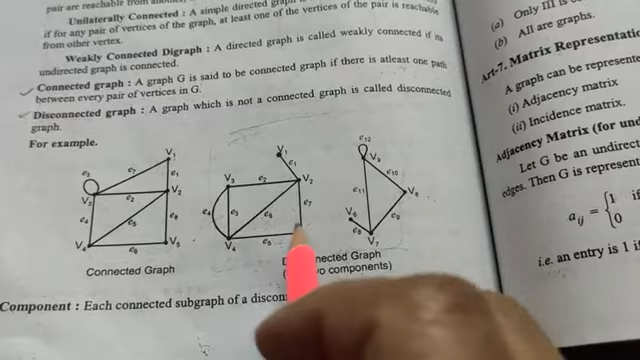 pair are reachable from
Unilaterally Connected : A simple directed graph
if for any pair of vertices of the graph, at least one of the vertices of the pair is reachable
from other vertex.
Weakly Connected Digraph : A directed graph is called weakly connected if its
undirected graph is connected.
Connected graph : A graph G is said to be connected graph if there is atleast one path
between every pair of vertices in G.
Disconnected graph : A graph which is not a connected graph is called disconnected
graph.
For example.
V1
e3
e7
e1
V3
e2
V2
e4
e5
e8
V4
e6
V5
Connected Graph
V1
e1
V3
e2
V2
e4
e3
e6
e7
V4
e5
e12
V9
e10
e11
V8
V6
e9
e8
V7
nected Graph
vo components)
Component : Each connected subgraph of a discon
(a) Only III is
(b) All are graphs.
Art-7. Matrix Representatio
A graph can be represente
(i) Adjacency matrix
(ii) Incidence matrix.
Adjacency Matrix (for und
Let G be an undirect
edges. Then G is represent
aij = {1 if
0
i.e. an entry is 1 i